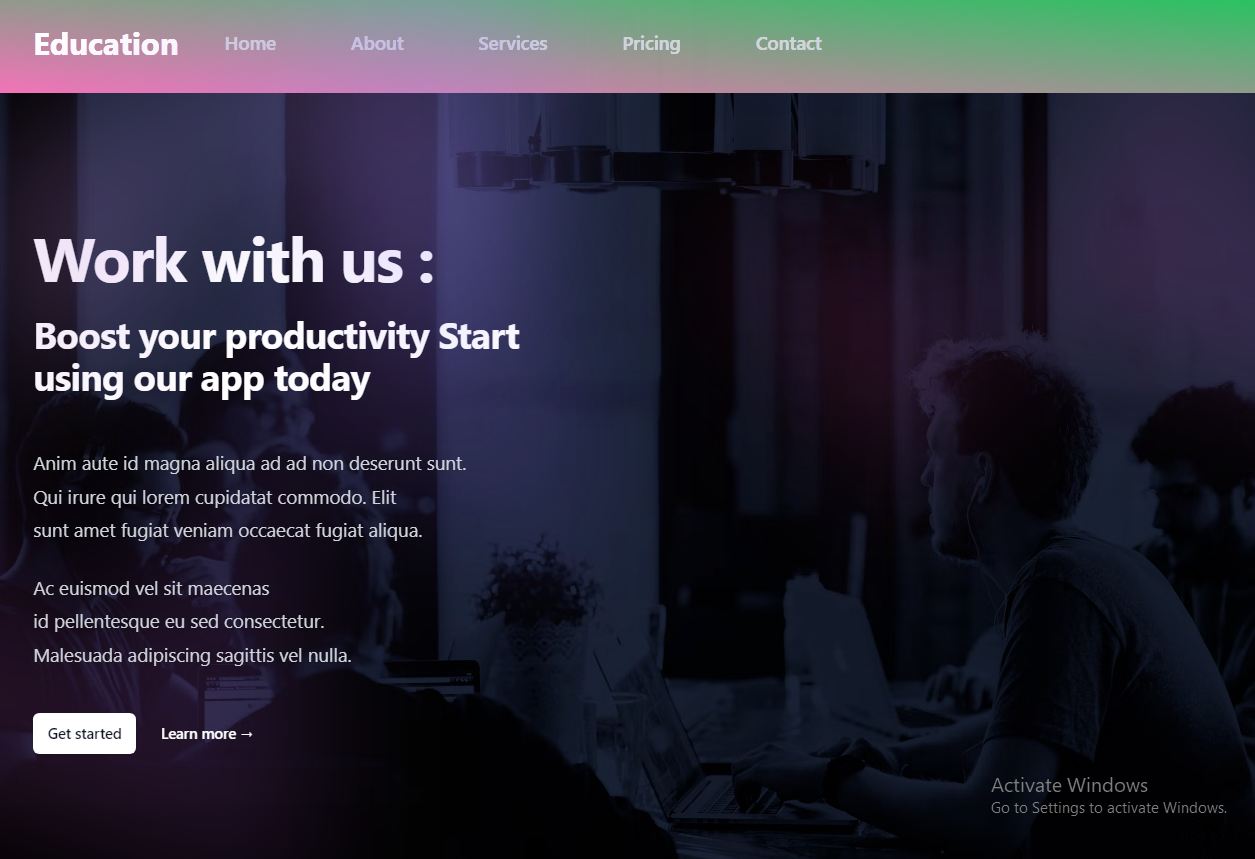 Education Home About Services Pricing Contact
Work with us :
Boost your productivity Start
using our app today
Anim aute id magna aliqua ad ad non deserunt sunt.
Qui irure qui lorem cupidatat commodo. Elit
sunt amet fugiat veniam occaecat fugiat aliqua.
Ac euismod vel sit maecenas
id pellentesque eu sed consectetur.
Malesuada adipiscing sagittis vel nulla.
Get started Learn more →
Activate Windows
Go to Settings to activate Windows.